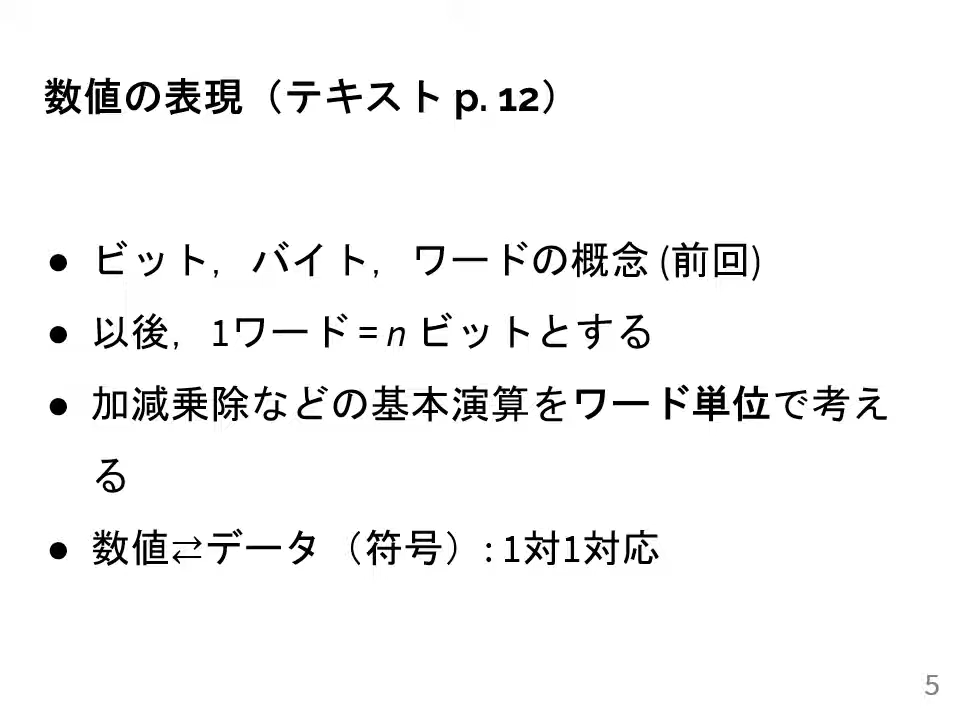 数値の表現（テキスト p. 12）
● ビット，バイト，ワードの概念 (前回)
● 以後，1ワード = n ビットとする
● 加減乗除などの基本演算をワード単位で考え
る
● 数値⇄データ（符号）: 1対1対応
5